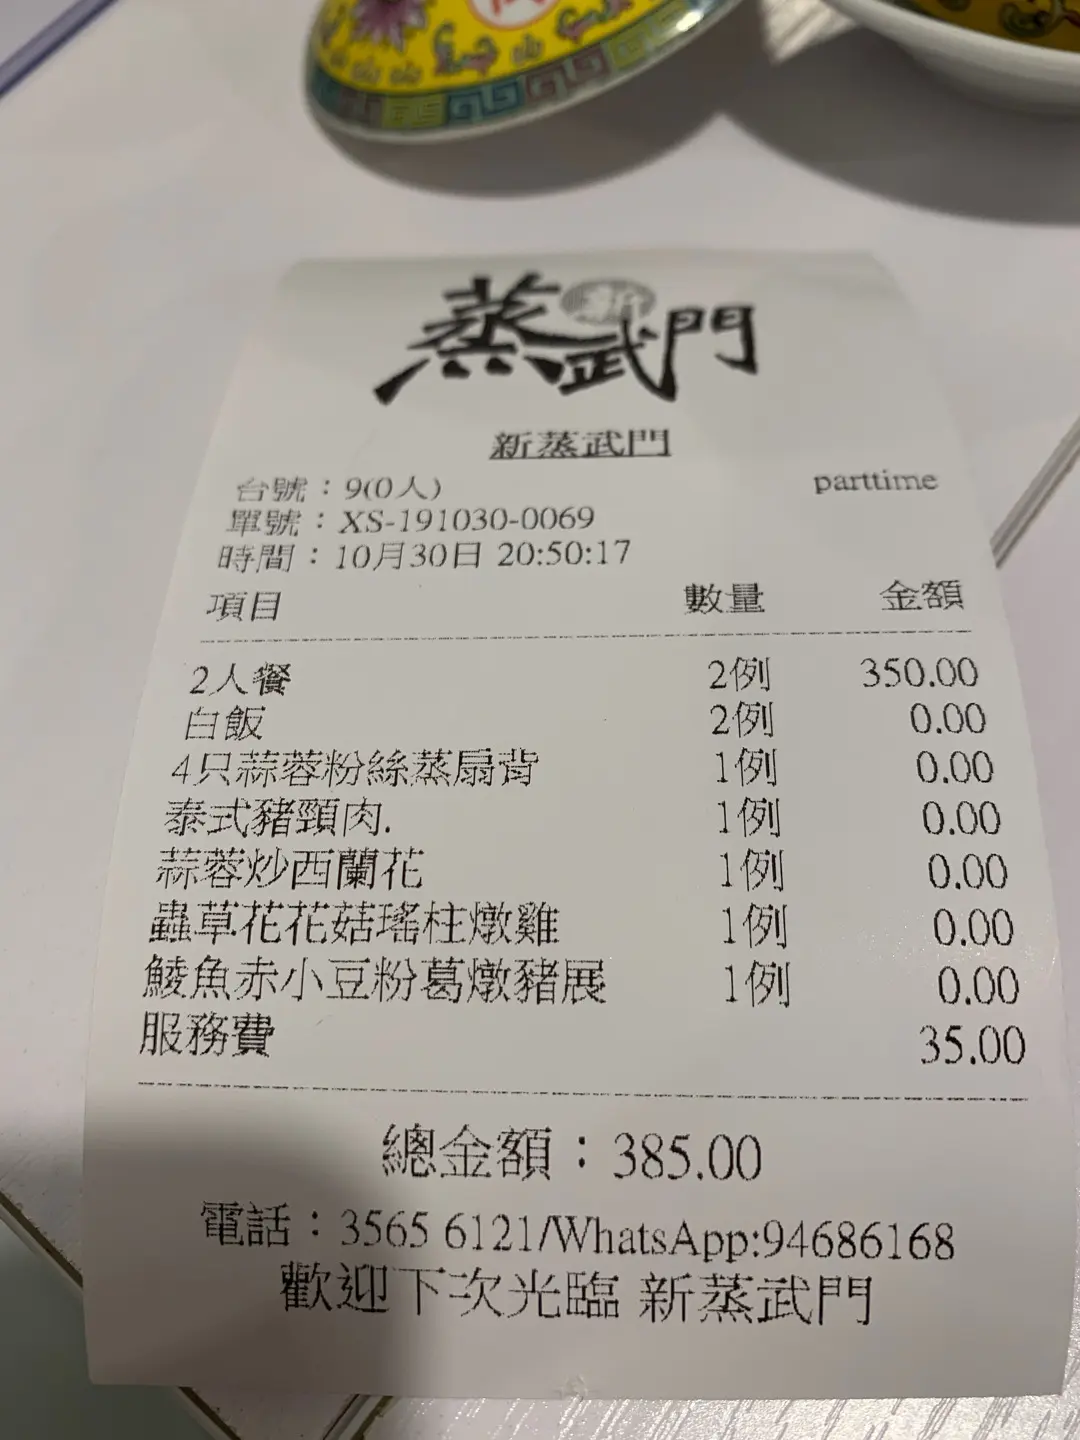 蒸新武門
新蒸武門
台號：9(0人) parttime
單號：XS-191030-0069
時間：10月30日 20:50:17
項目 數量 金額
2人餐 2例 350.00
白飯 2例 0.00
4只蒜蓉粉絲蒸扇背 1例 0.00
泰式豬頸肉. 1例 0.00
蒜蓉炒西蘭花 1例 0.00
蟲草花花菇瑤柱燉雞 1例 0.00
鯪魚赤小豆粉葛燉豬展 1例 0.00
服務費 35.00
總金額：385.00
電話：3565 6121/WhatsApp:94686168
歡迎下次光臨 新蒸武門